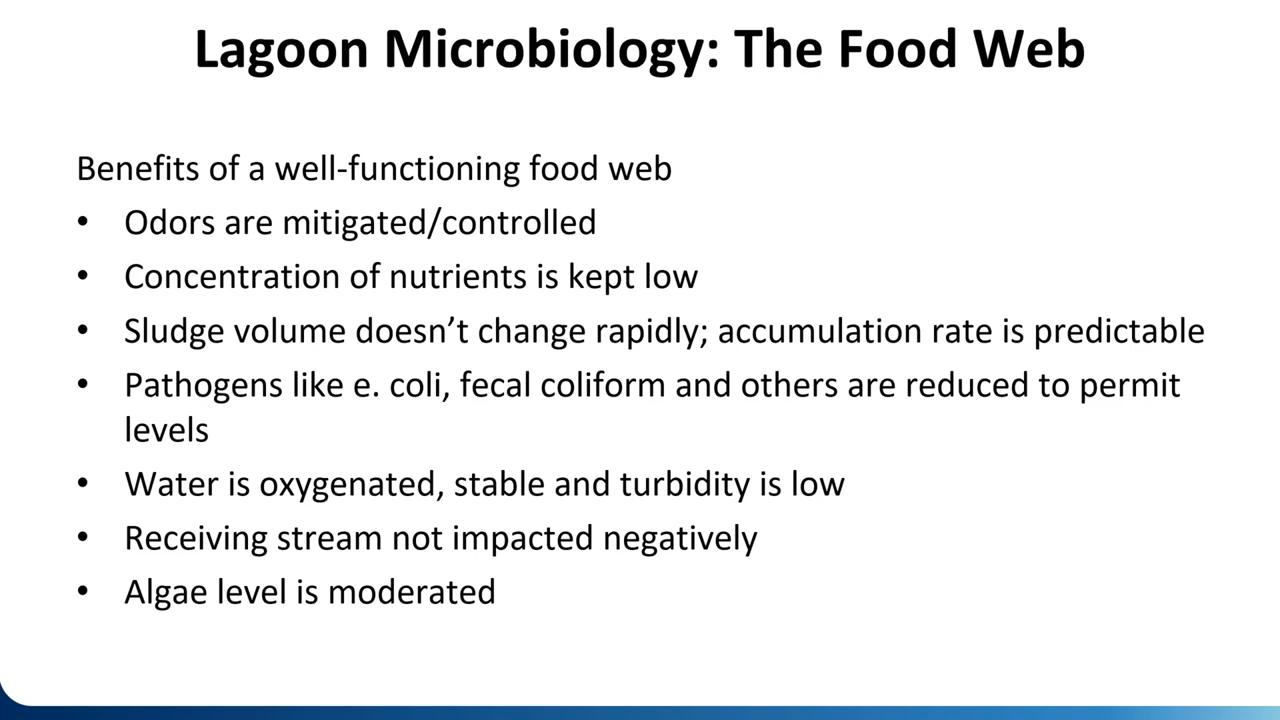 Lagoon Microbiology: The Food Web
Benefits of a well-functioning food web
• Odors are mitigated/controlled
• Concentration of nutrients is kept low
• Sludge volume doesn’t change rapidly; accumulation rate is predictable
• Pathogens like e. coli, fecal coliform and others are reduced to permit
levels
• Water is oxygenated, stable and turbidity is low
• Receiving stream not impacted negatively
• Algae level is moderated